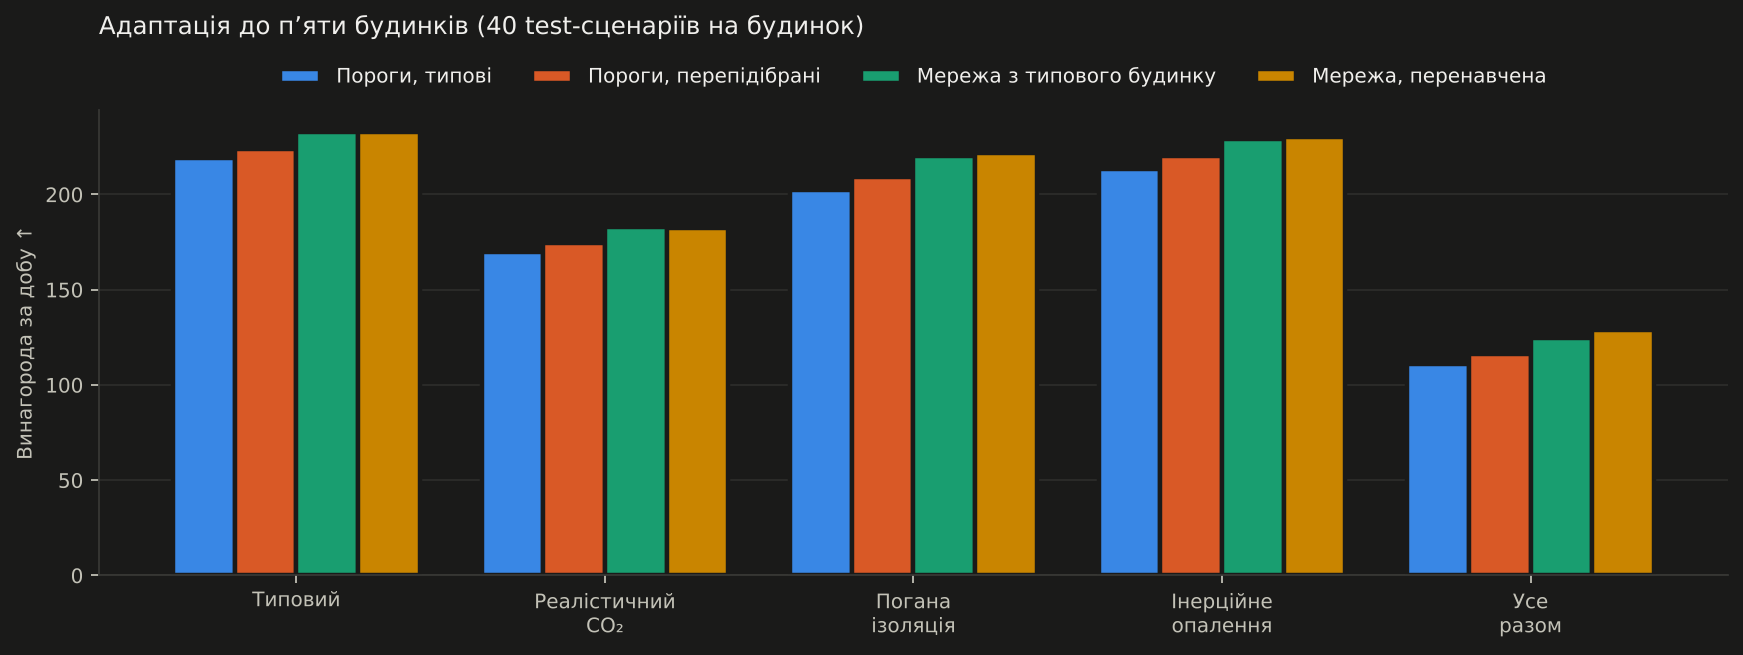 Адаптація до п’яти будинків (40 test-сценаріїв на будинок)
Пороги, типові
Пороги, перепідібрані
Мережа з типового будинку
Мережа, перенавчена
Винагорода за добу ↑
200
150
100
50
0
Типовий
Реалістичний
CO₂
Погана
ізоляція
Інерційне
опалення
Усе
разом